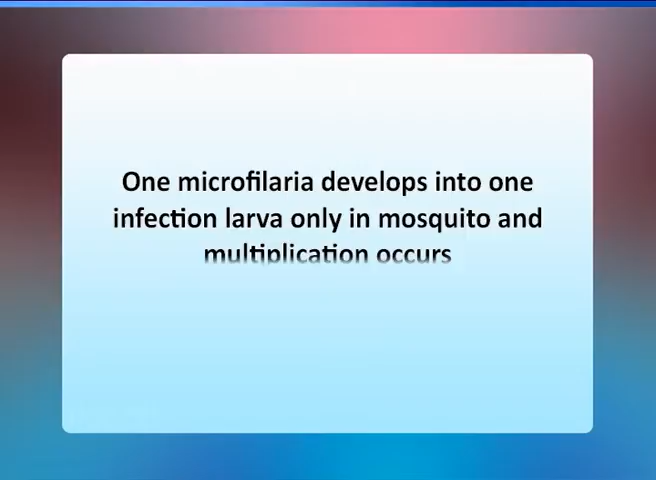 One microfilaria develops into one
infection larva only in mosquito and
multiplication occurs